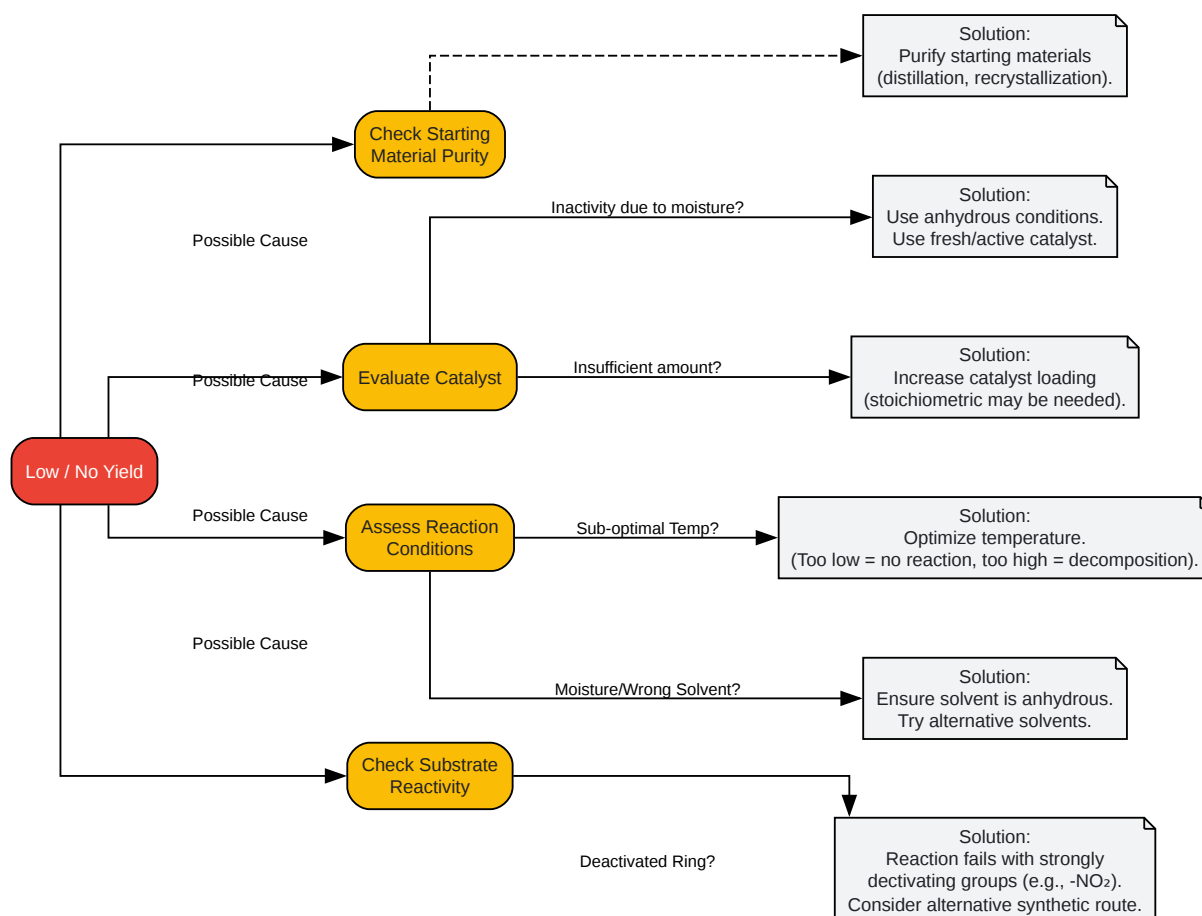 Solution:
Purify starting materials
(distillation, recrystallization).
Check Starting
Material Purity
Inactivity due to moisture?
Solution:
Use anhydrous conditions.
Use fresh/active catalyst.
Possible Cause
Possible Cause
Evaluate Catalyst
Insufficient amount?
Solution:
Increase catalyst loading
(stoichiometric may be needed).
Low / No Yield
Possible Cause
Assess Reaction
Conditions
Sub-optimal Temp?
Solution:
Optimize temperature.
(Too low = no reaction, too high = decomposition).
Possible Cause
Moisture/Wrong Solvent?
Solution:
Ensure solvent is anhydrous.
Try alternative solvents.
Check Substrate
Reactivity
Deactivated Ring?
Solution:
Reaction fails with strongly
dectivating groups (e.g., -NO₂).
Consider alternative synthetic route.